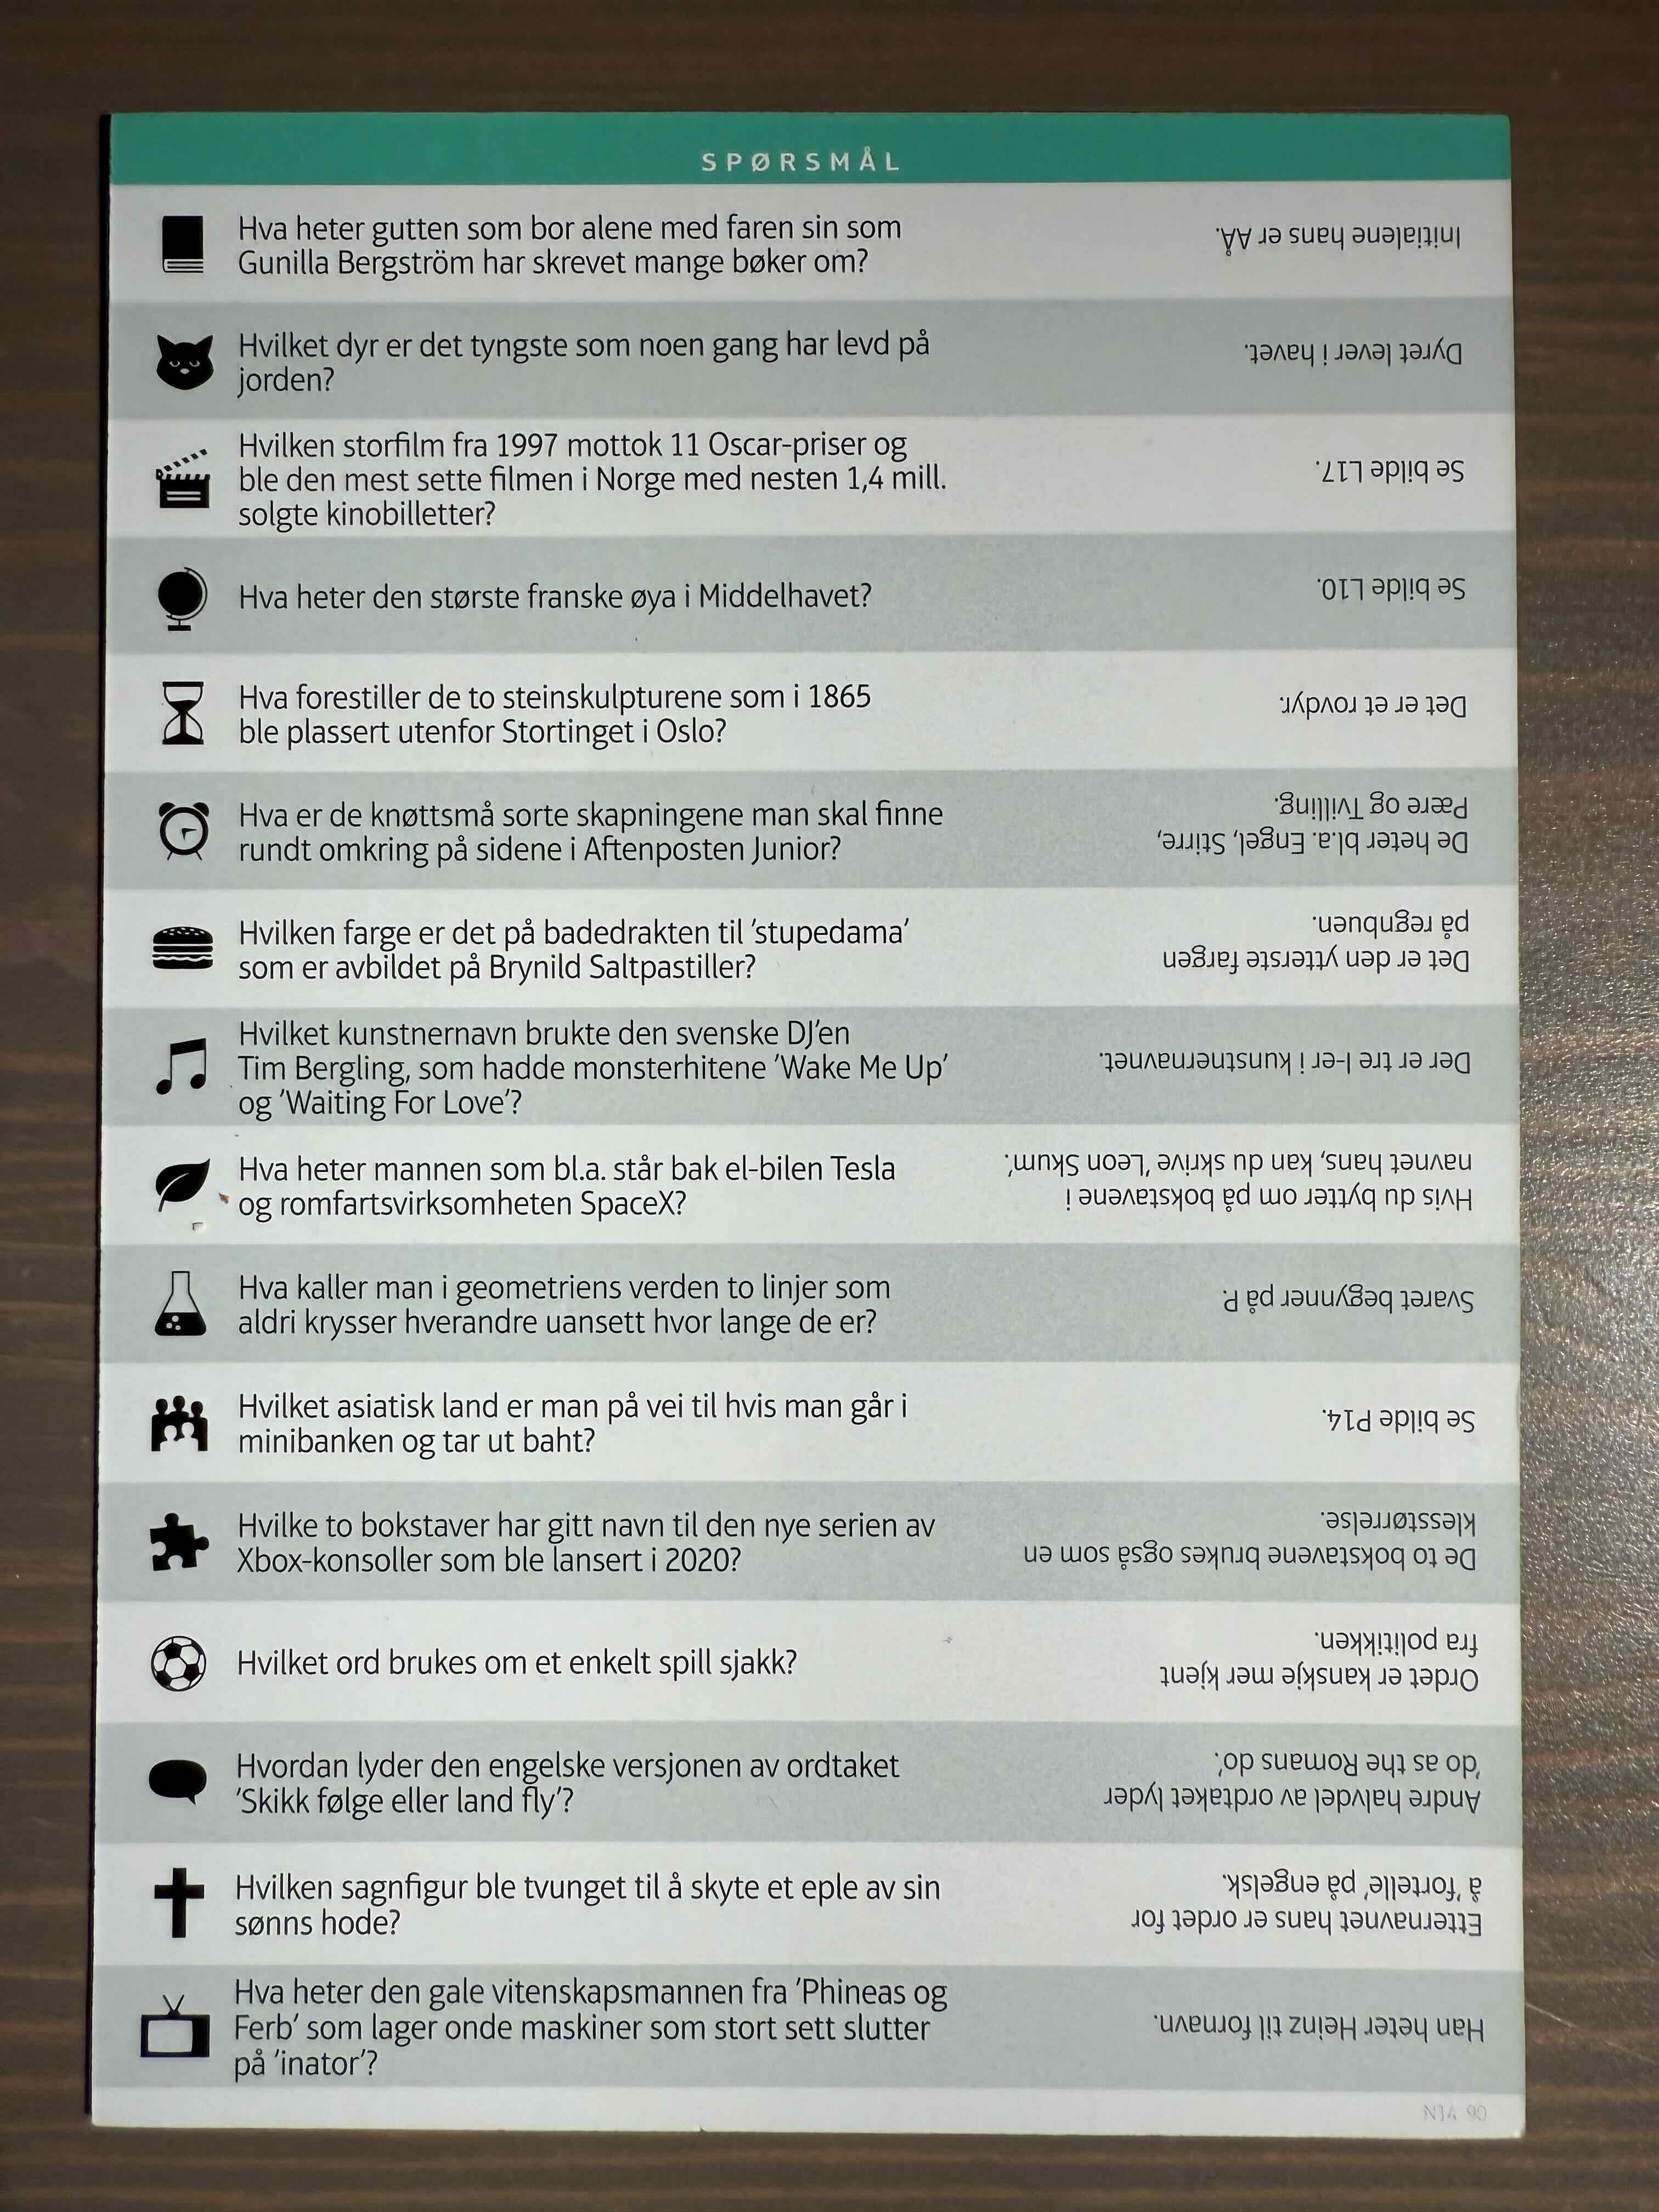 SPØRSMÅL
Hva heter gutten som bor alene med faren sin som
Gunilla Bergström har skrevet mange bøker om?
Initialene hans er AÅ.
Hvilket dyr er det tyngste som noen gang har levd på
jorden?
Dyret lever i havet.
Hvilken storfilm fra 1997 mottok 11 Oscar-priser og
ble den mest sette filmen i Norge med nesten 1,4 mill.
solgte kinobilletter?
Se bilde L17.
Hva heter den største franske øya i Middelhavet?
Se bilde L10.
Hva forestiller de to steinskulpturene som i 1865
ble plassert utenfor Stortinget i Oslo?
Det er et rovdyr.
Hva er de knøttsmå sorte skapningene man skal finne
rundt omkring på sidene i Aftenposten Junior?
De heter bl.a. Engel, Stirre,
Pære og Tvilling.
Hvilken farge er det på badedrakten til 'stupedama'
som er avbildet på Brynild Saltpastiller?
Det er den ytterste fargen
på regnbuen.
Hvilket kunstnernavn brukte den svenske DJ'en
Tim Bergling, som hadde monsterhitene 'Wake Me Up'
og 'Waiting For Love'?
Der er tre I-er i kunstnernavnet.
Hva heter mannen som bl.a. står bak el-bilen Tesla
og romfartsvirksomheten SpaceX?
Hvis du bytter om på bokstavene i
navnet hans, kan du skrive 'Leon Skum'.
Hva kaller man i geometriens verden to linjer som
aldri krysser hverandre uansett hvor lange de er?
Svaret begynner på P.
Hvilket asiatisk land er man på vei til hvis man går i
minibanken og tar ut baht?
Se bilde P14.
Hvilke to bokstaver har gitt navn til den nye serien av
Xbox-konsoller som ble lansert i 2020?
De to bokstavene brukes også som en
klesstørrelse.
Hvilket ord brukes om et enkelt spill sjakk?
Ordet er kanskje mer kjent
fra politikken.
Hvordan lyder den engelske versjonen av ordtaket
'Skikk følge eller land fly'?
Andre halvdel av ordtaket lyder
'do as the Romans do'.
Hvilken sagnfigur ble tvunget til å skyte et eple av sin
sønns hode?
Etternavnet hans er ordet for
å 'fortelle' på engelsk.
Hva heter den gale vitenskapsmannen fra 'Phineas og
Ferb' som lager onde maskiner som stort sett slutter
på 'inator'?
Han heter Heinz til fornavn.
N1A 90